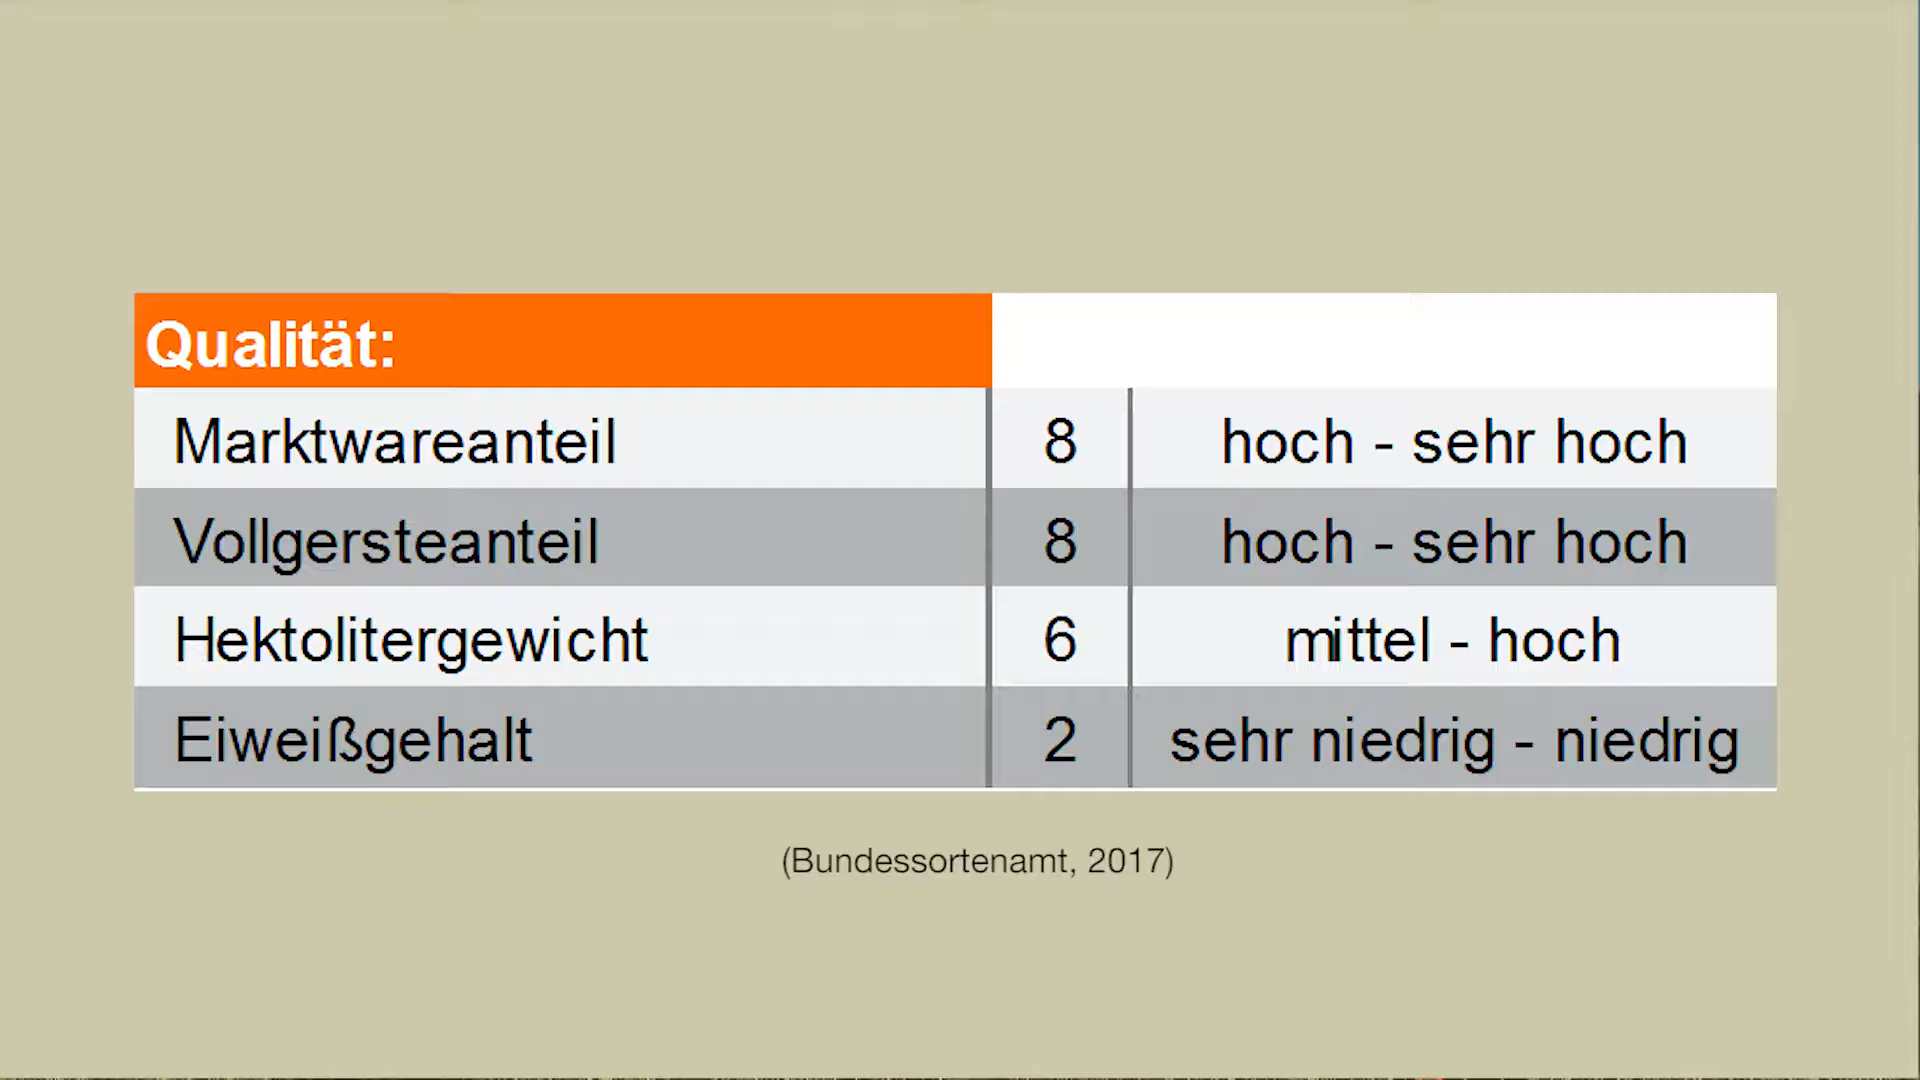 Qualität:
Marktwareanteil 8 hoch - sehr hoch
Vollgersteanteil 8 hoch - sehr hoch
Hektolitergewicht 6 mittel - hoch
Eiweißgehalt 2 sehr niedrig - niedrig
(Bundessortenamt, 2017)